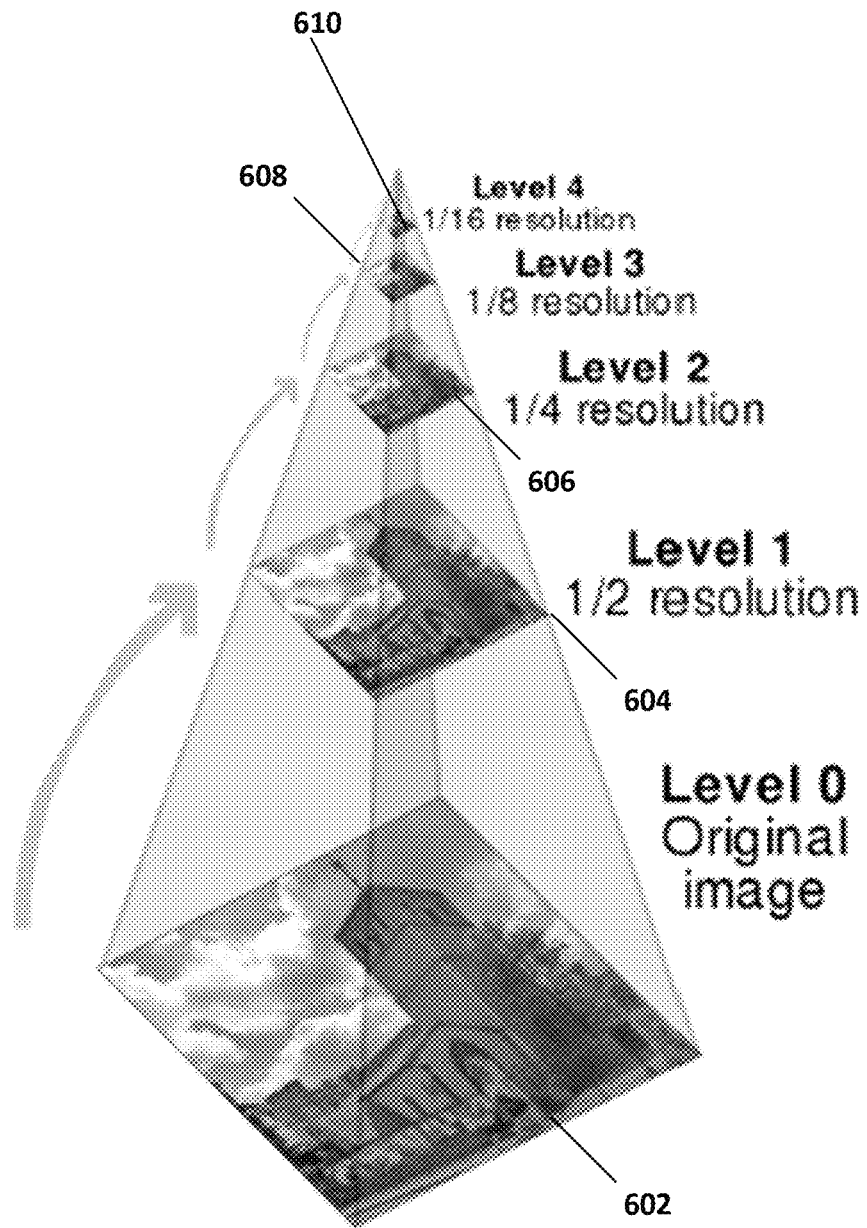 610
608
Level 4
1/16 resolution
Level 3
1/8 resolution
Level 2
1/4 resolution
606
Level 1
1/2 resolution
604
Level 0
Original
image
602